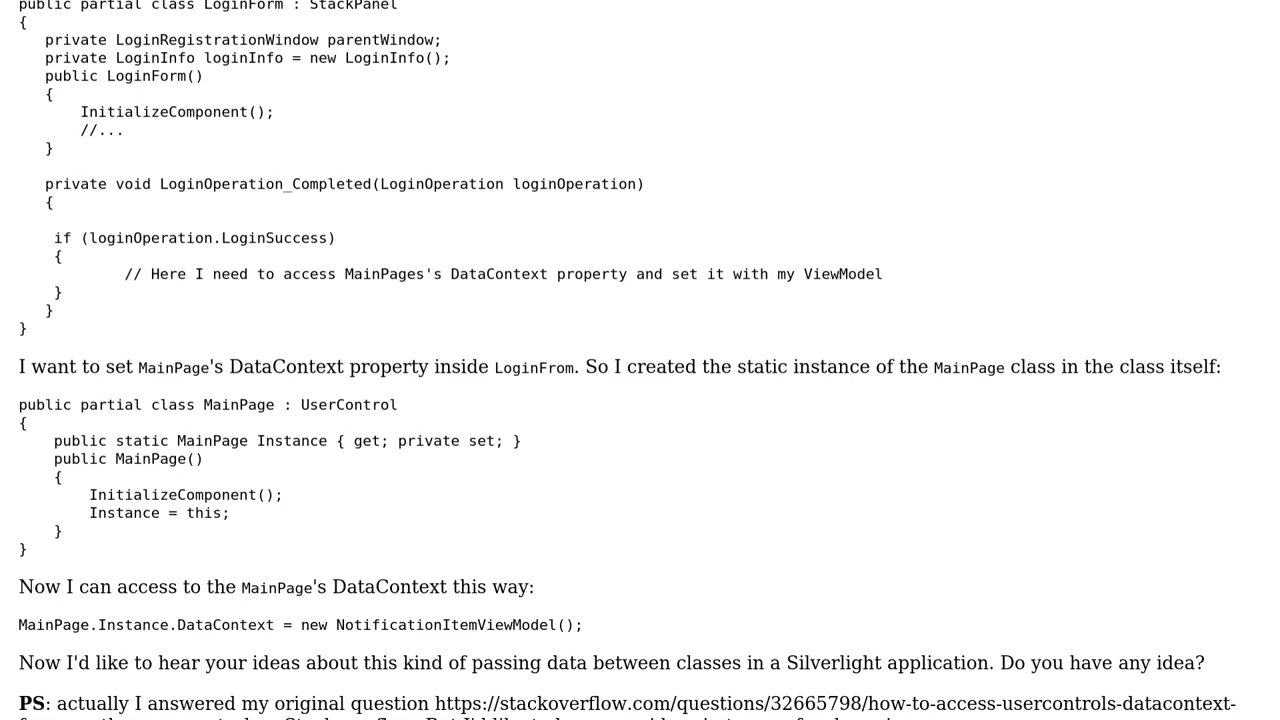 public partial class LoginForm : StackPanel
{
   private LoginRegistrationWindow parentWindow;
   private LoginInfo loginInfo = new LoginInfo();
   public LoginForm()
   {
       InitializeComponent();
       //...
   }

   private void LoginOperation_Completed(LoginOperation loginOperation)
   {

    if (loginOperation.LoginSuccess)
    {
            // Here I need to access MainPages's DataContext property and set it with my ViewModel
    }
   }
}
I want to set MainPage's DataContext property inside LoginFrom. So I created the static instance of the MainPage class in the class itself:
public partial class MainPage : UserControl
{
    public static MainPage Instance { get; private set; }
    public MainPage()
    {
        InitializeComponent();
        Instance = this;
    }
}
Now I can access to the MainPage's DataContext this way:
MainPage.Instance.DataContext = new NotificationItemViewModel();
Now I'd like to hear your ideas about this kind of passing data between classes in a Silverlight application. Do you have any idea?
PS: actually I answered my original question https://stackoverflow.com/questions/32665798/how-to-access-usercontrols-datacontext-